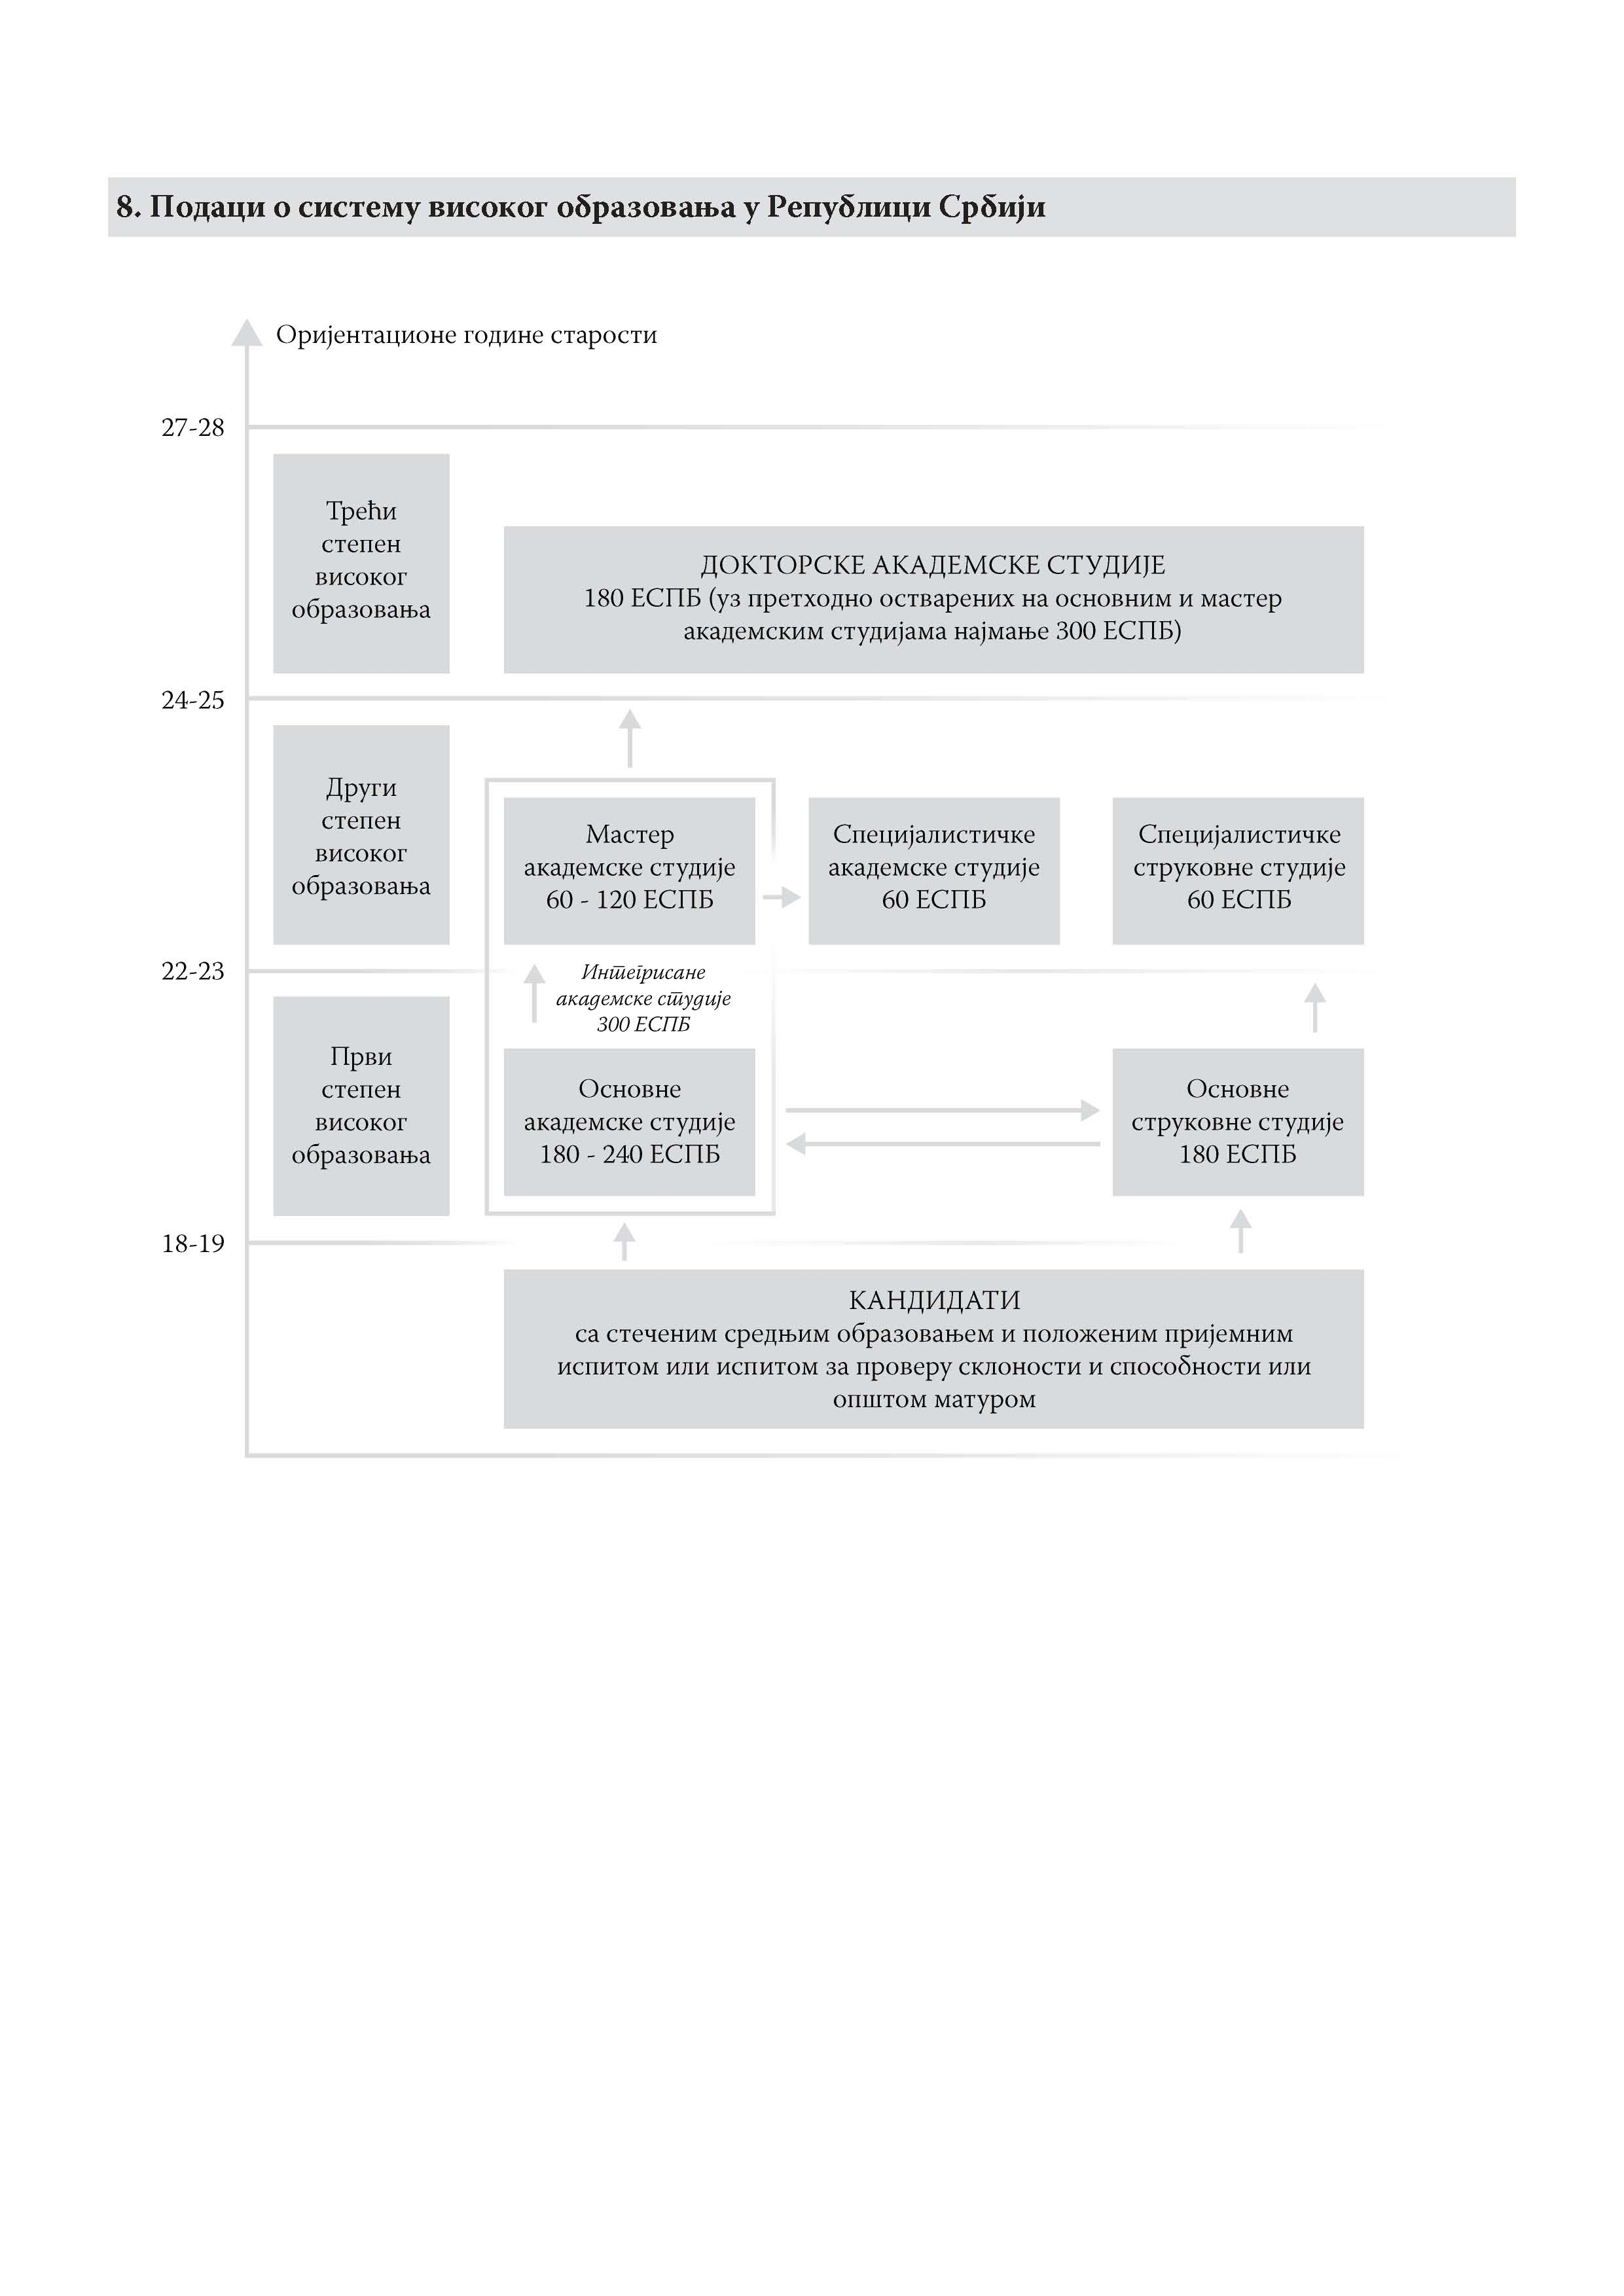 8. Подаци о систему високог образовања у Републици Србији
Оријентационе године старости
27-28
Трећи
степен
високог
образовања
ДОКТОРСКЕ АКАДЕМСКЕ СТУДИЈЕ
180 ЕСПБ (уз претходно остварених на основним и мастер
академским студијама најмање 300 ЕСПБ)
24-25
Други
степен
високог
образовања
Мастер
академске студије
60 - 120 ЕСПБ
Специјалистичке
академске студије
60 ЕСПБ
Специјалистичке
струковне студије
60 ЕСПБ
22-23
Интегрисане
академске студије
300 ЕСПБ
Први
степен
високог
образовања
Основне
академске студије
180 - 240 ЕСПБ
Основне
струковне студије
180 ЕСПБ
18-19
КАНДИДАТИ
са стеченим средњим образовањем и положеним пријемним
испитом или испитом за проверу склоности и способности или
општом матуром